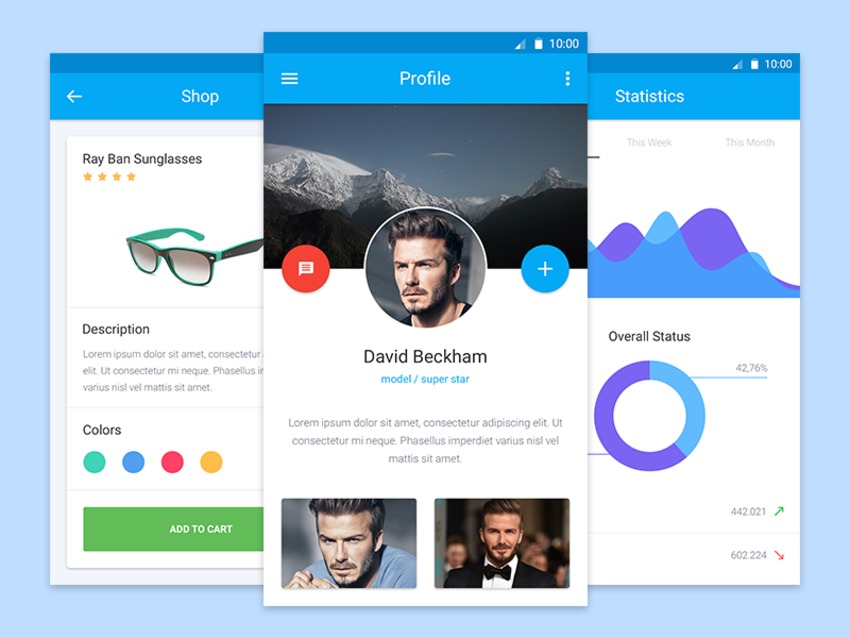 10:00
Shop
Ray Ban Sunglasses
Description
Lorem ipsum dolor sit amet, consectetur
elit. Ut consectetur mi neque. Phasellus
varius nisl vel mattis sit amet.
Colors
ADD TO CART
10:00
Profile
David Beckham
model / super star
Lorem ipsum dolor sit amet, consectetur adipiscing elit. Ut
consectetur mi neque. Phasellus imperdiet varius nisl vel
mattis sit amet.
10:00
Statistics
This Week
This Month
Overall Status
42,76%
442.021
602.224